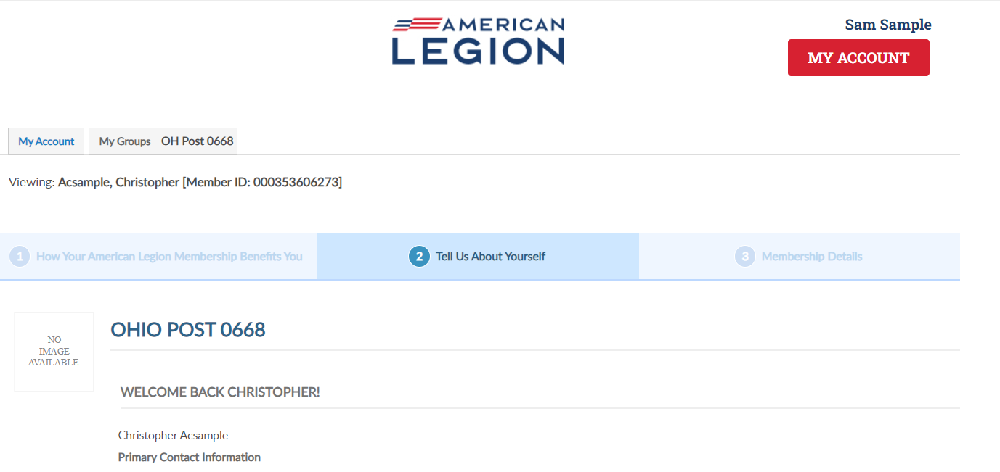 AMERICAN
LEGION
Sam Sample
MY ACCOUNT
My Account
My Groups OH Post 0668
Viewing: Acsample, Christopher [Member ID: 000353606273]
1 How Your American Legion Membership Benefits You
2 Tell Us About Yourself
3 Membership Details
NO
IMAGE
AVAILABLE
OHIO POST 0668
WELCOME BACK CHRISTOPHER!
Christopher Acsample
Primary Contact Information